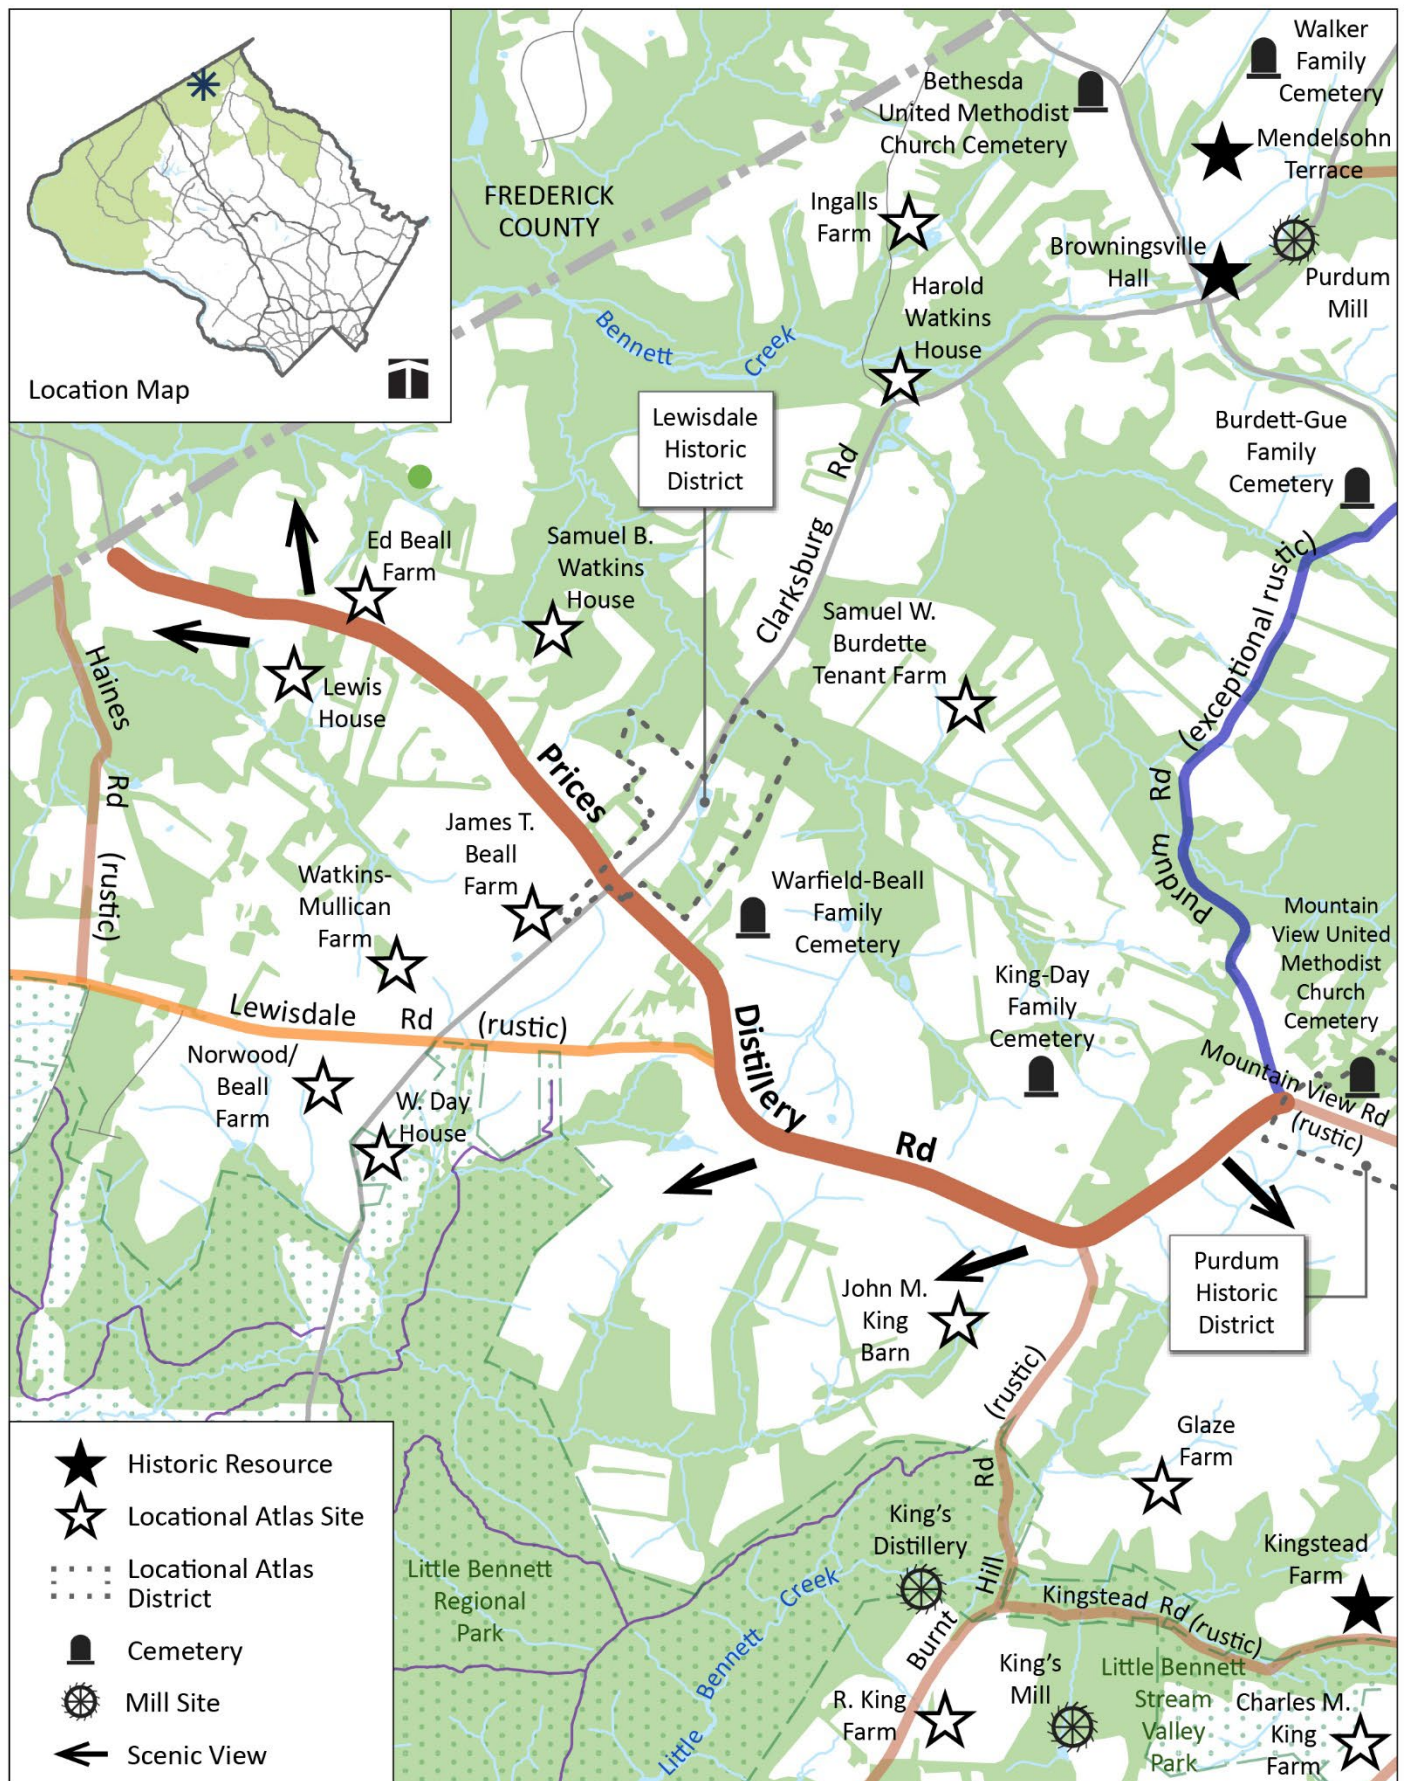 Location Map
FREDERICK
COUNTY
Bethesda
United Methodist
Church Cemetery
Walker
Family
Cemetery
Mendelsohn
Terrace
Ingalls
Farm
Browningsville
Hall
Purdum
Mill
Harold
Watkins
House
Bennett Creek
Lewisdale
Historic
District
Clarksburg Rd
Burdett-Gue
Family
Cemetery
Ed Beall
Farm
Samuel B.
Watkins
House
Samuel W.
Burdette
Tenant Farm
Purdum Rd (exceptional rustic)
Haines Rd (rustic)
Lewis
House
Prices Distillery Rd
James T.
Beall
Farm
Watkins-
Mullican
Farm
Warfield-Beall
Family
Cemetery
King-Day
Family
Cemetery
Mountain
View United
Methodist
Church
Cemetery
Lewisdale Rd (rustic)
Norwood/
Beall
Farm
W. Day
House
Mountain View Rd
(rustic)
Purdum
Historic
District
John M.
King
Barn
Burnt Hill Rd (rustic)
Glaze
Farm
King's
Distillery
Kingstead
Farm
Kingstead Rd (rustic)
Little Bennett Creek
Little Bennett
Regional
Park
King's
Mill
R. King
Farm
Little Bennett
Stream
Valley
Park
Charles M.
King
Farm
Historic Resource
Locational Atlas Site
Locational Atlas
District
Cemetery
Mill Site
Scenic View